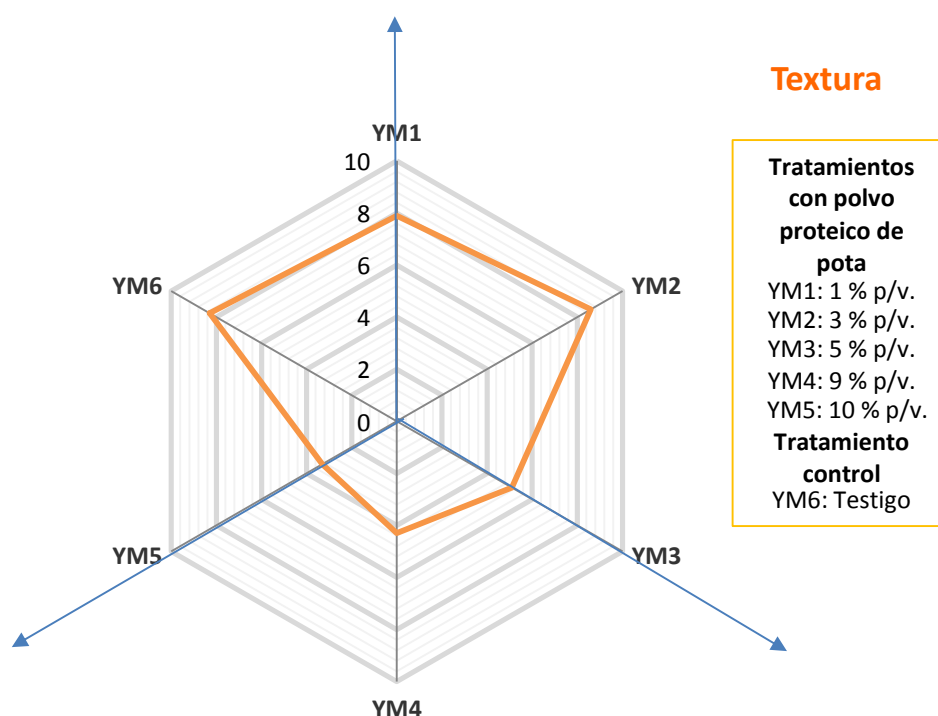 Textura
YM1
10
8
6
4
2
0
YM2
YM3
YM4
YM5
YM6
Tratamientos
con polvo
proteico de
pota
YM1: 1 % p/v.
YM2: 3 % p/v.
YM3: 5 % p/v.
YM4: 9 % p/v.
YM5: 10 % p/v.
Tratamiento
control
YM6: Testigo